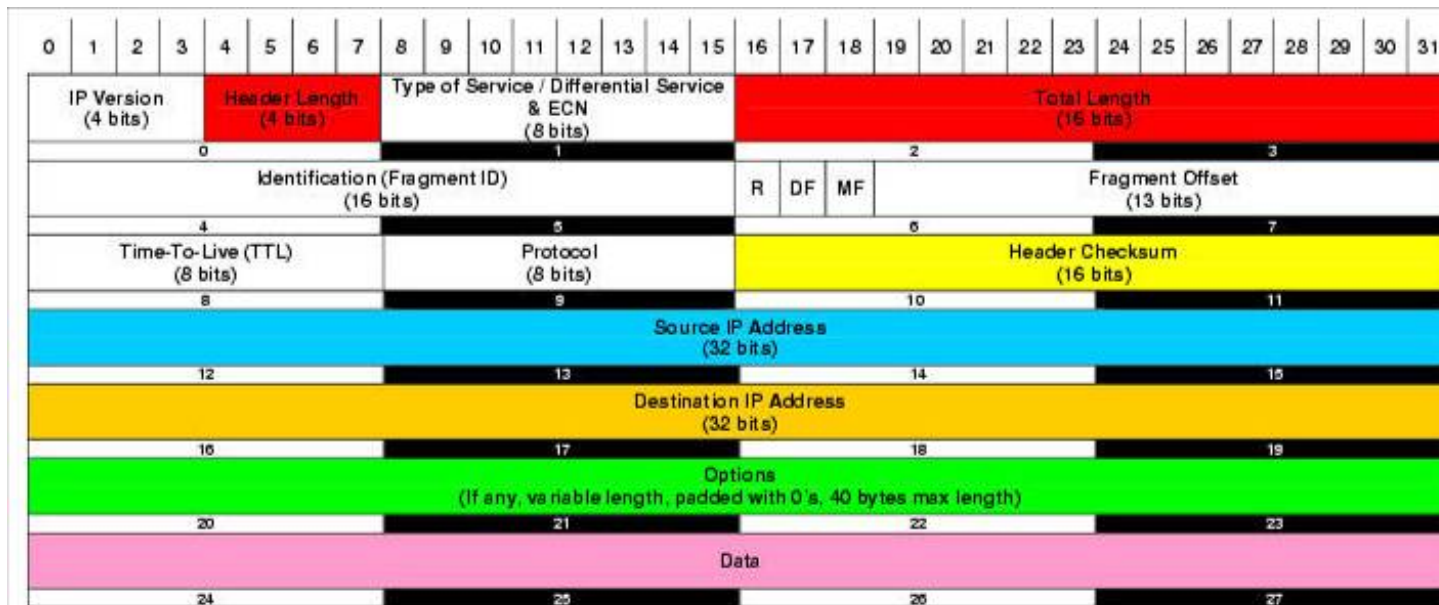 0 1 2 3 4 5 6 7 8 9 10 11 12 13 14 15 16 17 18 19 20 21 22 23 24 25 26 27 28 29 30 31
IP Version
(4 bits)
Header Length
(4 bits)
Type of Service / Differential Service
& ECN
(8 bits)
Total Length
(16 bits)
0 1 2 3
Identification (Fragment ID)
(16 bits)
R DF MF
Fragment Offset
(13 bits)
4 5 6 7
Time-To-Live (TTL)
(8 bits)
Protocol
(8 bits)
Header Checksum
(16 bits)
8 9 10 11
Source IP Address
(32 bits)
12 13 14 15
Destination IP Address
(32 bits)
16 17 18 19
Options
(If any, variable length, padded with 0's, 40 bytes max length)
20 21 22 23
Data
24 25 26 27